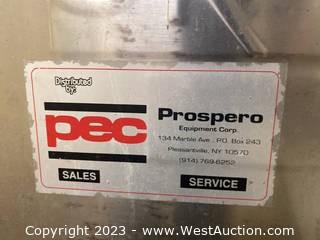 Distributed
by:
pec
Prospero
Equipment Corp.
134 Marble Ave., P.O. Box 243
Pleasantville, NY 10570
(914) 769-6252
SALES
SERVICE
Copyright 2023 - WestAuction.com